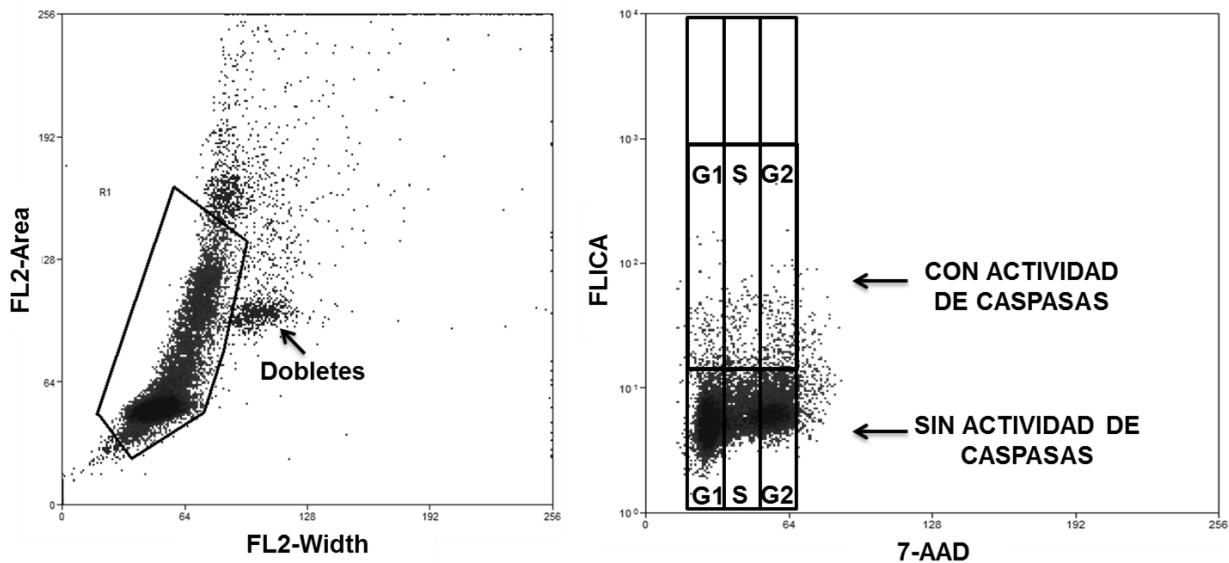 256
192
128
64
0
FL2-Area
R1
Dobletes
0
64
128
192
256
FL2-Width
10⁴
10³
10²
10¹
10⁰
FLICA
G1 S G2
G1 S G2
CON ACTIVIDAD
DE CASPASAS
SIN ACTIVIDAD DE
CASPASAS
0
64
128
192
256
7-AAD